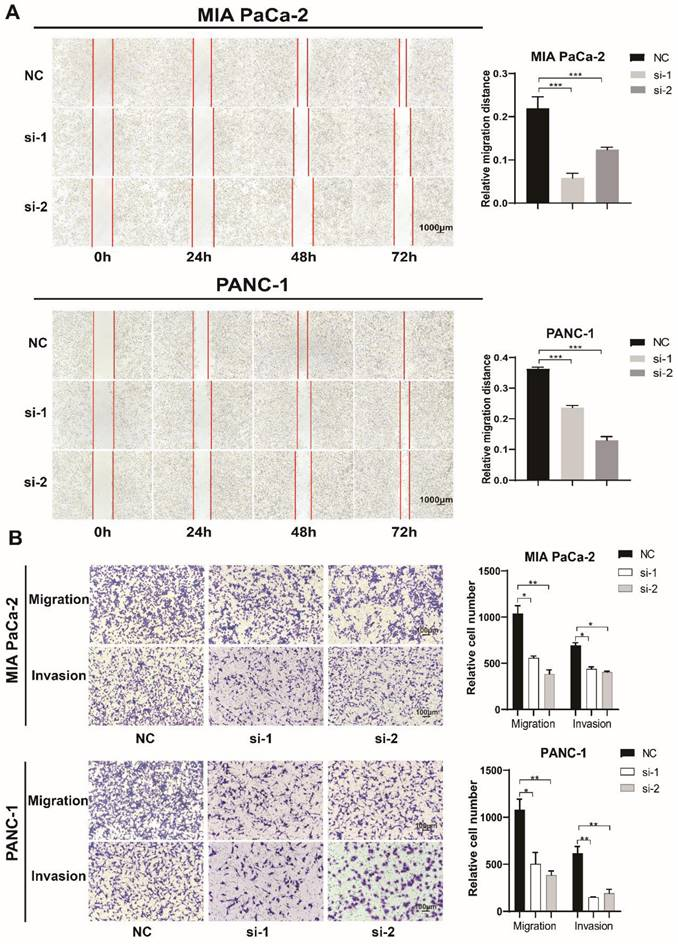 A
MIA PaCa-2
NC
si-1
si-2
1000μm
0h 24h 48h 72h
MIA PaCa-2
NC
si-1
si-2
Relative migration distance
0.3
0.2
0.1
0.0
***
***
PANC-1
NC
si-1
si-2
1000μm
0h 24h 48h 72h
PANC-1
NC
si-1
si-2
Relative migration distance
0.4
0.3
0.2
0.1
0.0
***
***
B
MIA PaCa-2
Migration
Invasion
100μm
NC si-1 si-2
MIA PaCa-2
NC
si-1
si-2
Relative cell number
1500
1000
500
0
**
*
*
*
Migration Invasion
PANC-1
Migration
Invasion
100μm
100μm
NC si-1 si-2
PANC-1
NC
si-1
si-2
Relative cell number
1500
1000
500
0
**
*
**
**
Migration Invasion